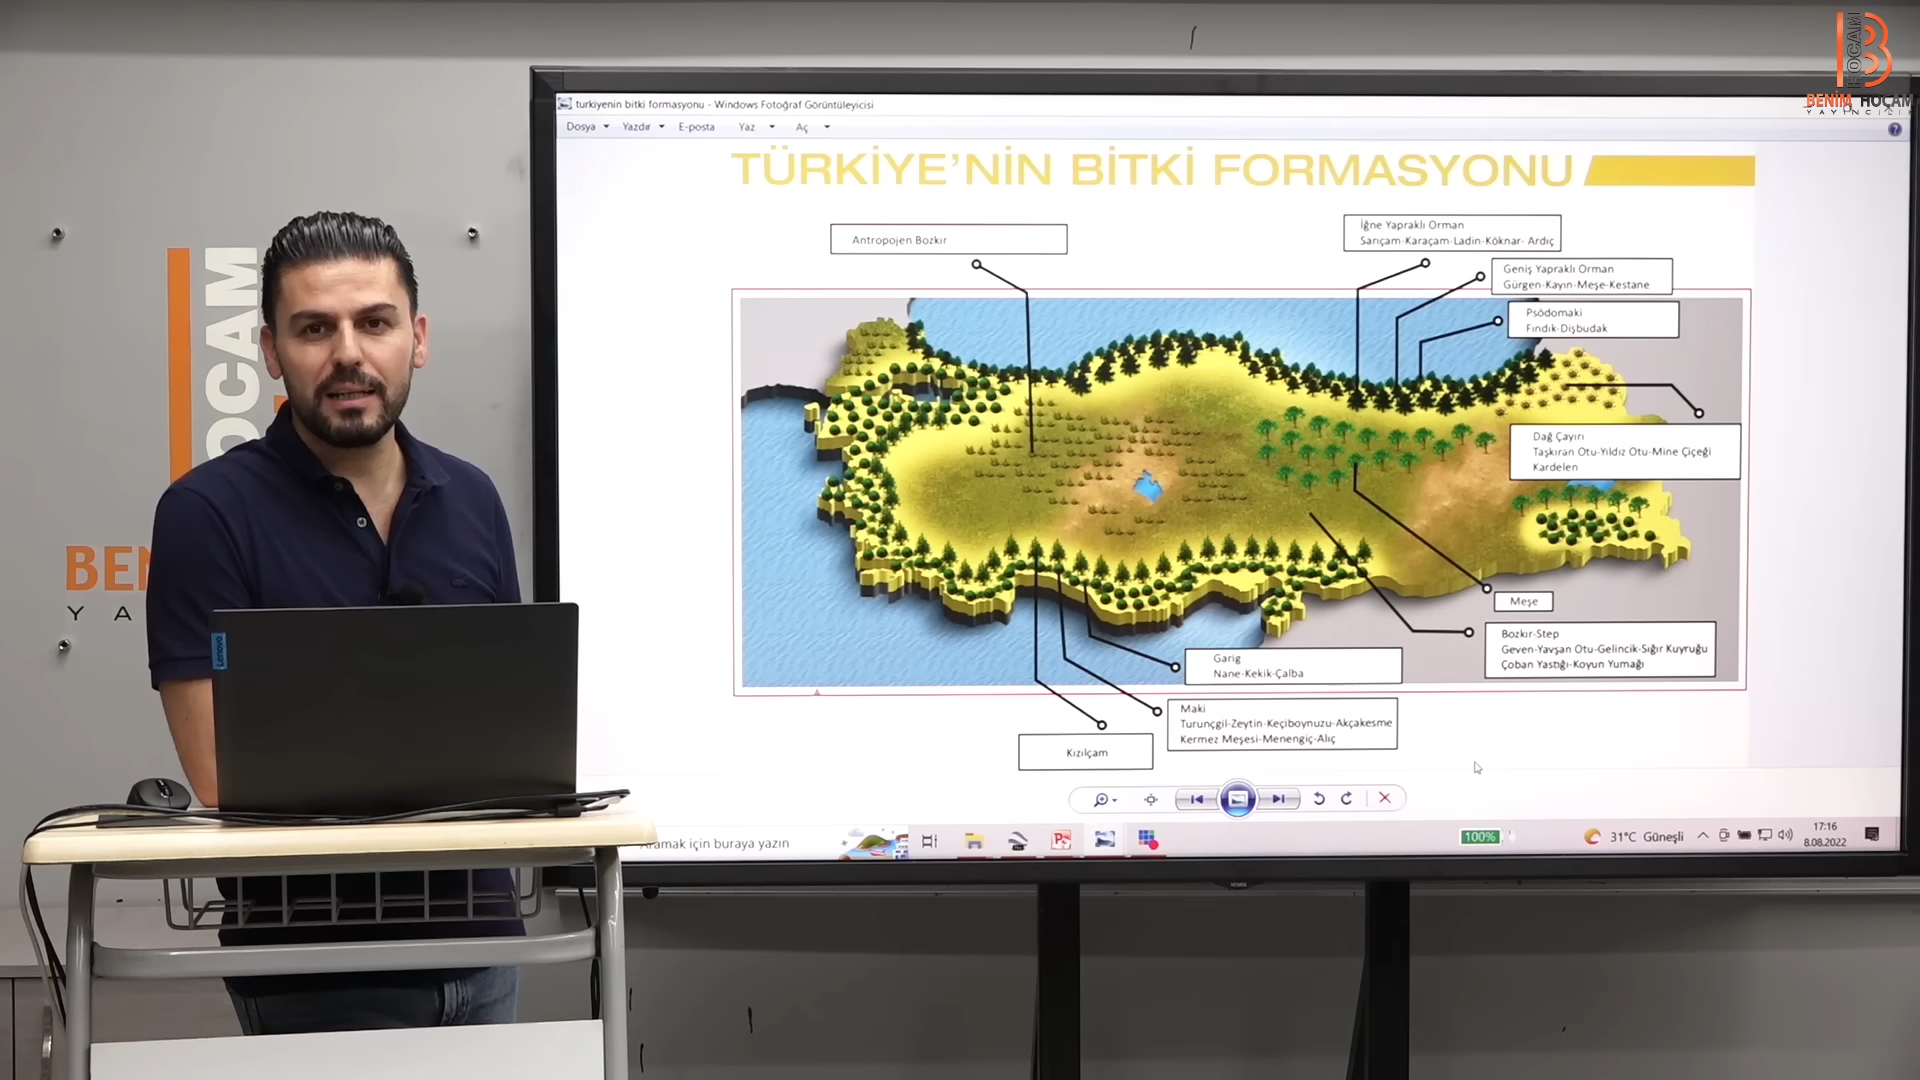 B
HOCAM
BENİM HOCAM
YAYINCILIK
turkiyenin bitki formasyonu - Windows Fotoğraf Görüntüleyicisi
Dosya Yazdır E-posta Yaz Aç
TÜRKİYE'NİN BİTKİ FORMASYONU
Antropojen Bozkır
İğne Yapraklı Orman
Sarıçam-Karaçam-Ladin-Köknar- Ardıç
Geniş Yapraklı Orman
Gürgen-Kayın-Meşe-Kestane
Psödomaki
Fındık-Dişbudak
Dağ Çayırı
Taşkıran Otu-Yıldız Otu-Mine Çiçeği
Kardelen
Meşe
Bozkır-Step
Geven-Yavşan Otu-Gelincik-Sığır Kuyruğu
Çoban Yastığı-Koyun Yumağı
Garig
Nane-Kekik-Çalba
Maki
Turunçgil-Zeytin-Keçiboynuzu-Akçakesme
Kermez Meşesi-Menengiç-Alıç
Kızılçam
Aramak için buraya yazın
100%
31°C Güneşli
17:16
8.08.2022
OCAM
BEN
YA
Lenovo